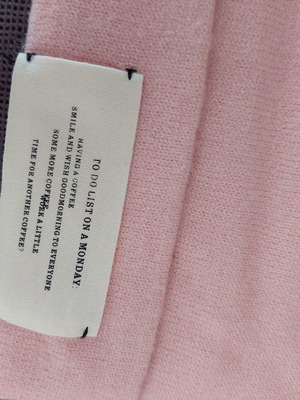 TO DO LIST ON A MONDAY:
HAVING A COFFEE
SMILE AND WISH GOODMORNING TO EVERYONE
SOME MORE COFFEE
WORK A LITTLE
TIME FOR ANOTHER COFFEE?